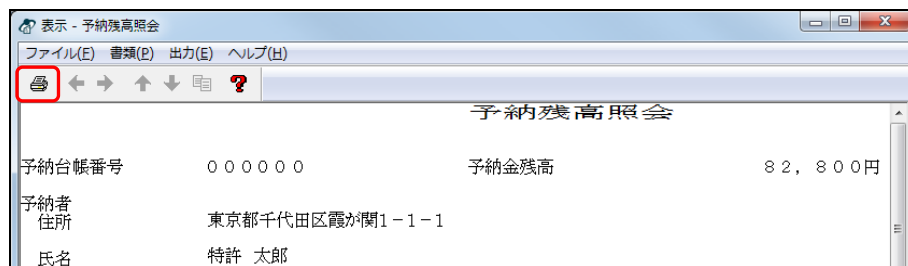 表示 - 予納残高照会
ファイル(F) 書類(P) 出力(E) ヘルプ(H)
予納残高照会
予納台帳番号 000000 予納金残高 82,800円
予納者
住所 東京都千代田区霞が関1-1-1
氏名 特許 太郎